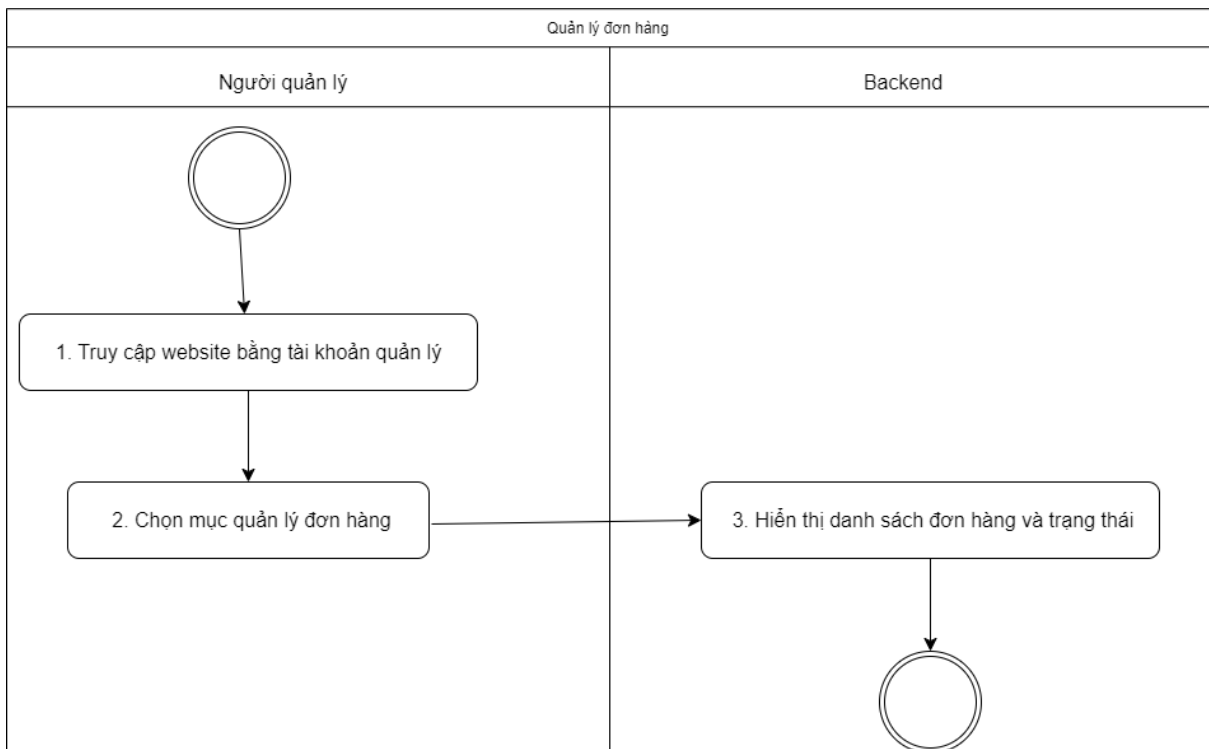 Quản lý đơn hàng
Người quản lý
Backend
1. Truy cập website bằng tài khoản quản lý
2. Chọn mục quản lý đơn hàng
3. Hiển thị danh sách đơn hàng và trạng thái